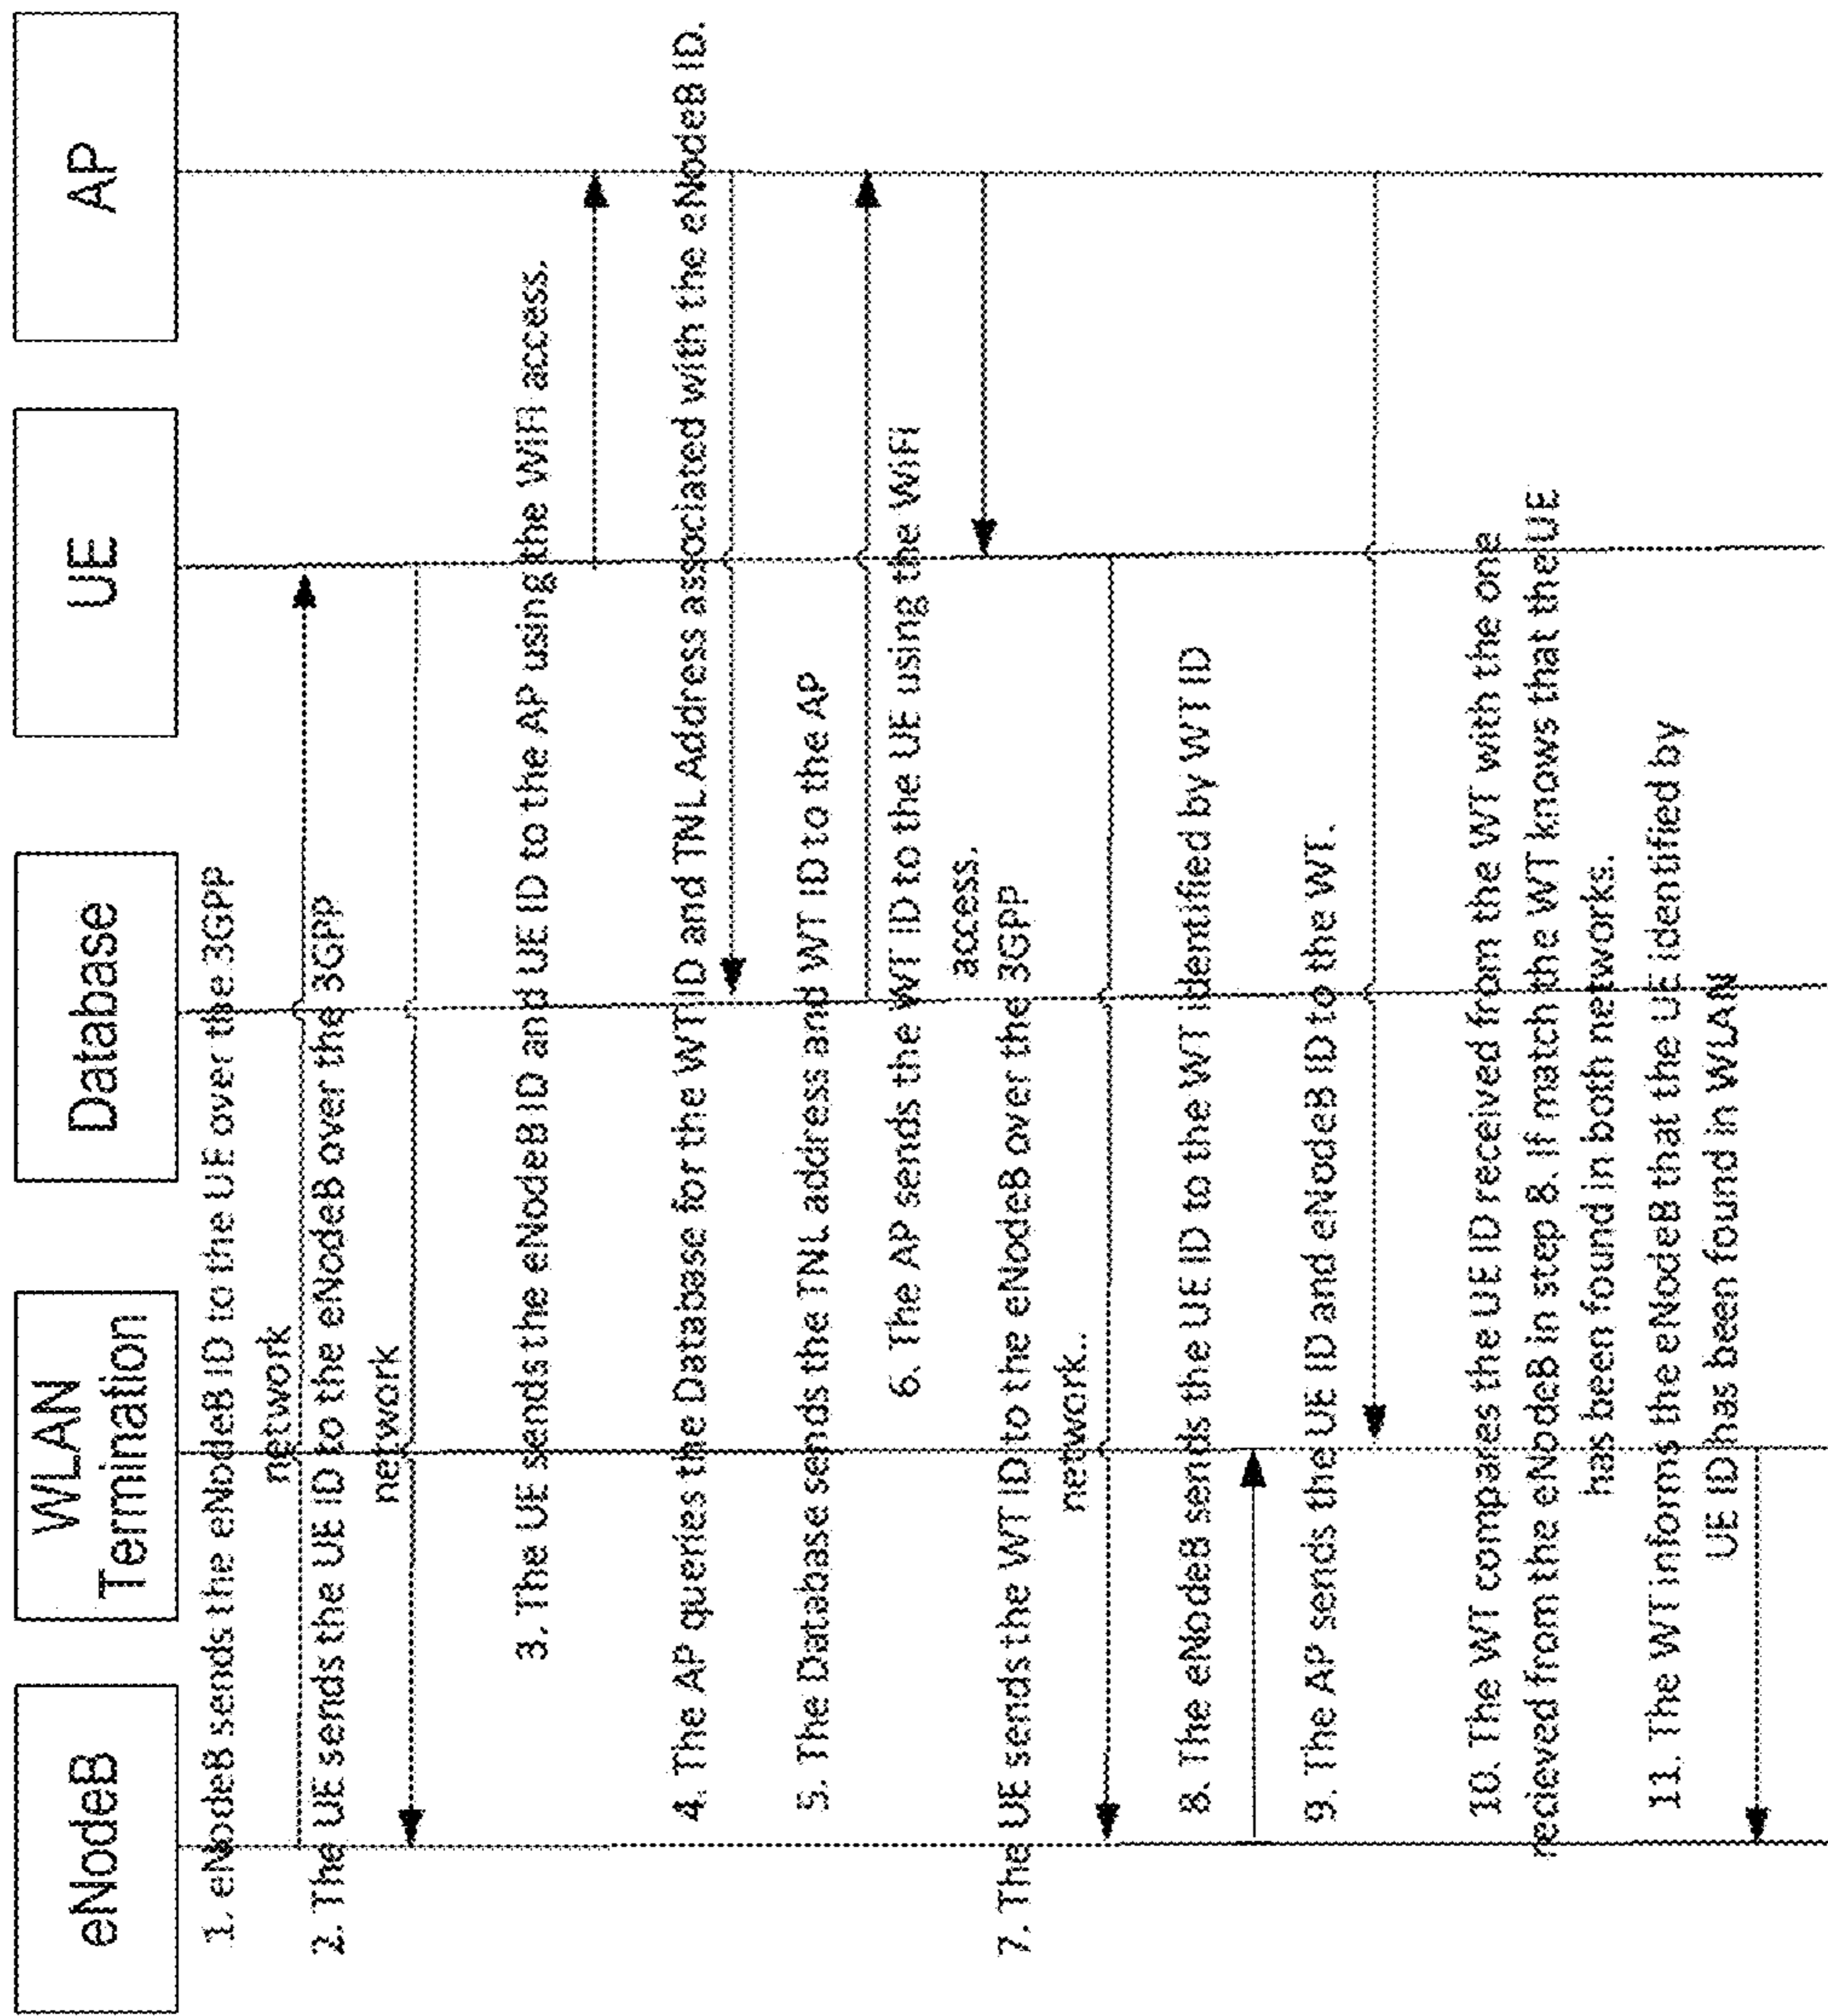 eNodeB
WLAN
Termination
Database
UE
AP
1. eNodeB sends the eNodeB ID to the UE over the 3GPP
network
2. The UE sends the UE ID to the eNodeB over the 3GPP
network
3. The UE sends the eNodeB ID and UE ID to the AP using the WiFi access.
4. The AP queries the Database for the WT ID and TNL Address associated with the eNodeB ID.
5. The Database sends the TNL address and WT ID to the AP
6. The AP sends the WT ID to the UE using the WiFi
access.
7. The UE sends the WT ID to the eNodeB over the 3GPP
network..
8. The eNodeB sends the UE ID to the WT identified by WT ID
9. The AP sends the UE ID and eNodeB ID to the WT.
10. The WT compares the UE ID received from the WT with the one
recieved from the eNodeB in step 8. If match the WT knows that the UE
has been found in both networks.
11. The WT informs the eNodeB that the UE identified by
UE ID has been found in WLAN